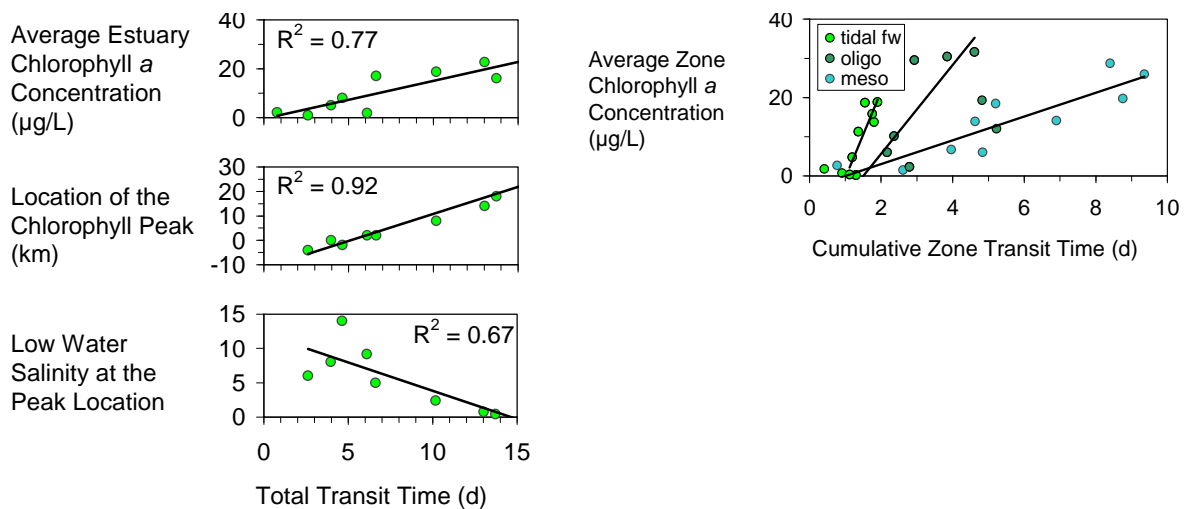 Average Estuary
Chlorophyll a
Concentration
(µg/L)
40
20
0
R² = 0.77
Location of the
Chlorophyll Peak
(km)
30
20
10
0
-10
R² = 0.92
Low Water
Salinity at the
Peak Location
15
10
5
0
R² = 0.67
0 5 10 15
Total Transit Time (d)
Average Zone
Chlorophyll a
Concentration
(µg/L)
40
20
0
tidal fw
oligo
meso
0 2 4 6 8 10
Cumulative Zone Transit Time (d)